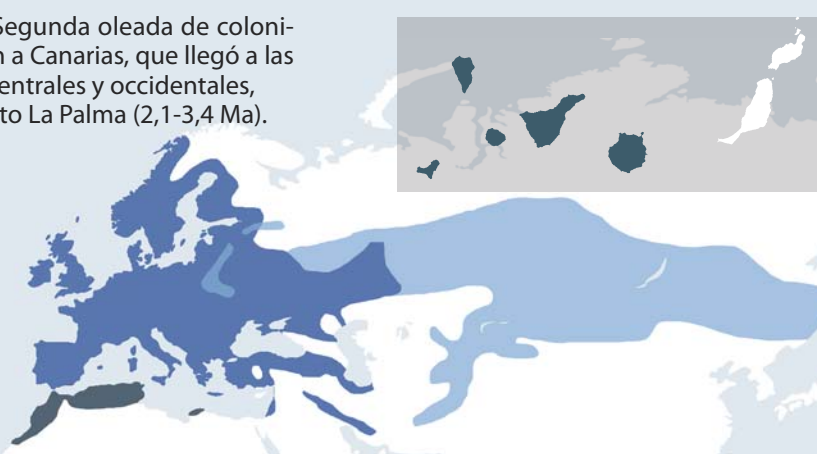 Segunda oleada de coloni-
a Canarias, que llegó a las
entrales y occidentales,
to La Palma (2,1-3,4 Ma).